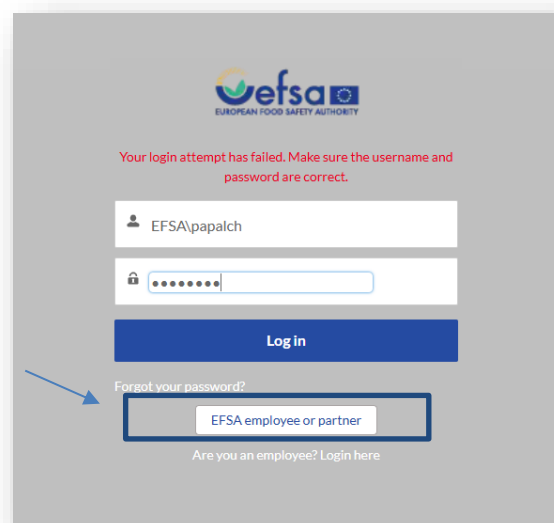 efsa
EUROPEAN FOOD SAFETY AUTHORITY
Your login attempt has failed. Make sure the username and
password are correct.
EFSA\papalch
••••••••
Log in
Forgot your password?
EFSA employee or partner
Are you an employee? Login here